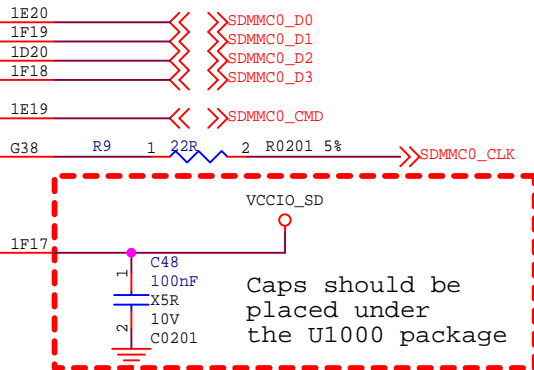 1E20 SDMMC0_D0
1F19 SDMMC0_D1
1D20 SDMMC0_D2
1F18 SDMMC0_D3
1E19 SDMMC0_CMD
G38 R9 1 22R 2 R0201 5% SDMMC0_CLK
VCCIO_SD
1F17
1 C48
100nF
X5R
10V
2 C0201
Caps should be
placed under
the U1000 package